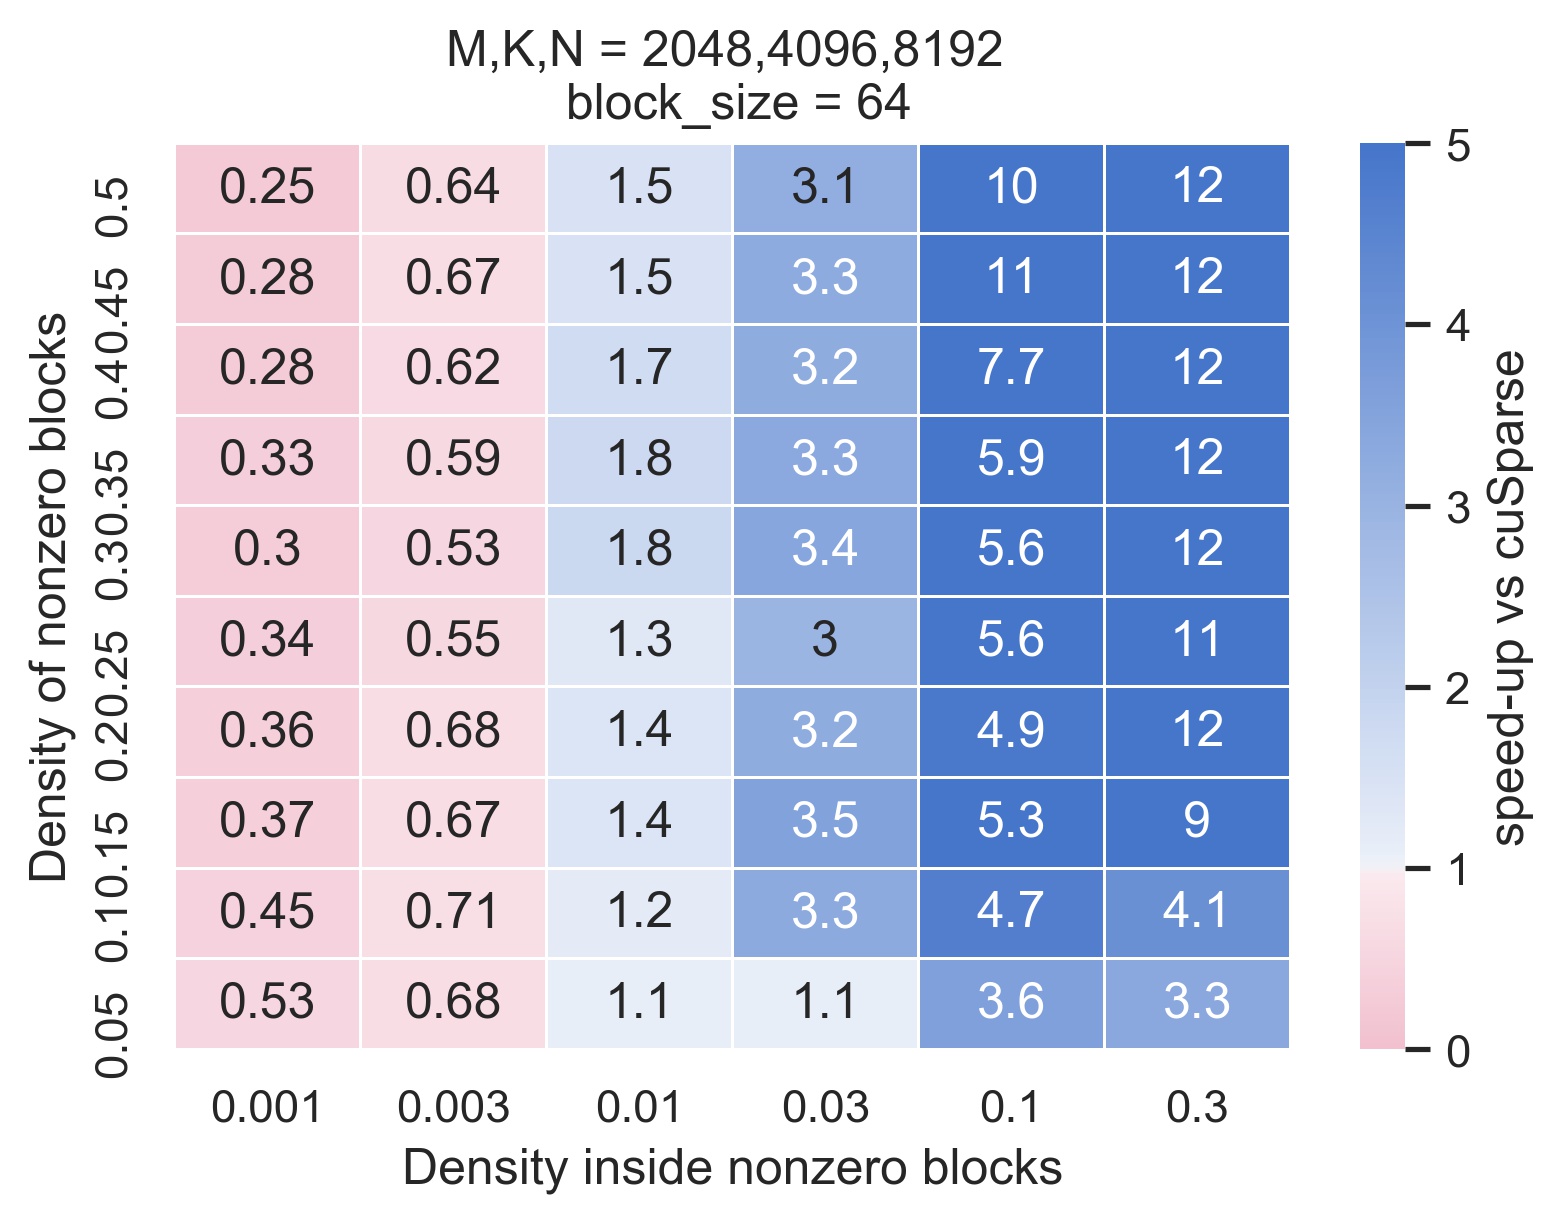 M,K,N = 2048,4096,8192
block_size = 64
Density of nonzero blocks
0.5 0.25 0.64 1.5 3.1 10 12
0.45 0.28 0.67 1.5 3.3 11 12
0.4 0.28 0.62 1.7 3.2 7.7 12
0.35 0.33 0.59 1.8 3.3 5.9 12
0.30 0.3 0.53 1.8 3.4 5.6 12
0.25 0.34 0.55 1.3 3 5.6 11
0.20 0.36 0.68 1.4 3.2 4.9 12
0.15 0.37 0.67 1.4 3.5 5.3 9
0.10 0.45 0.71 1.2 3.3 4.7 4.1
0.05 0.53 0.68 1.1 1.1 3.6 3.3
0.001 0.003 0.01 0.03 0.1 0.3
Density inside nonzero blocks
5
4
3
2
1
0
speed-up vs cuSparse